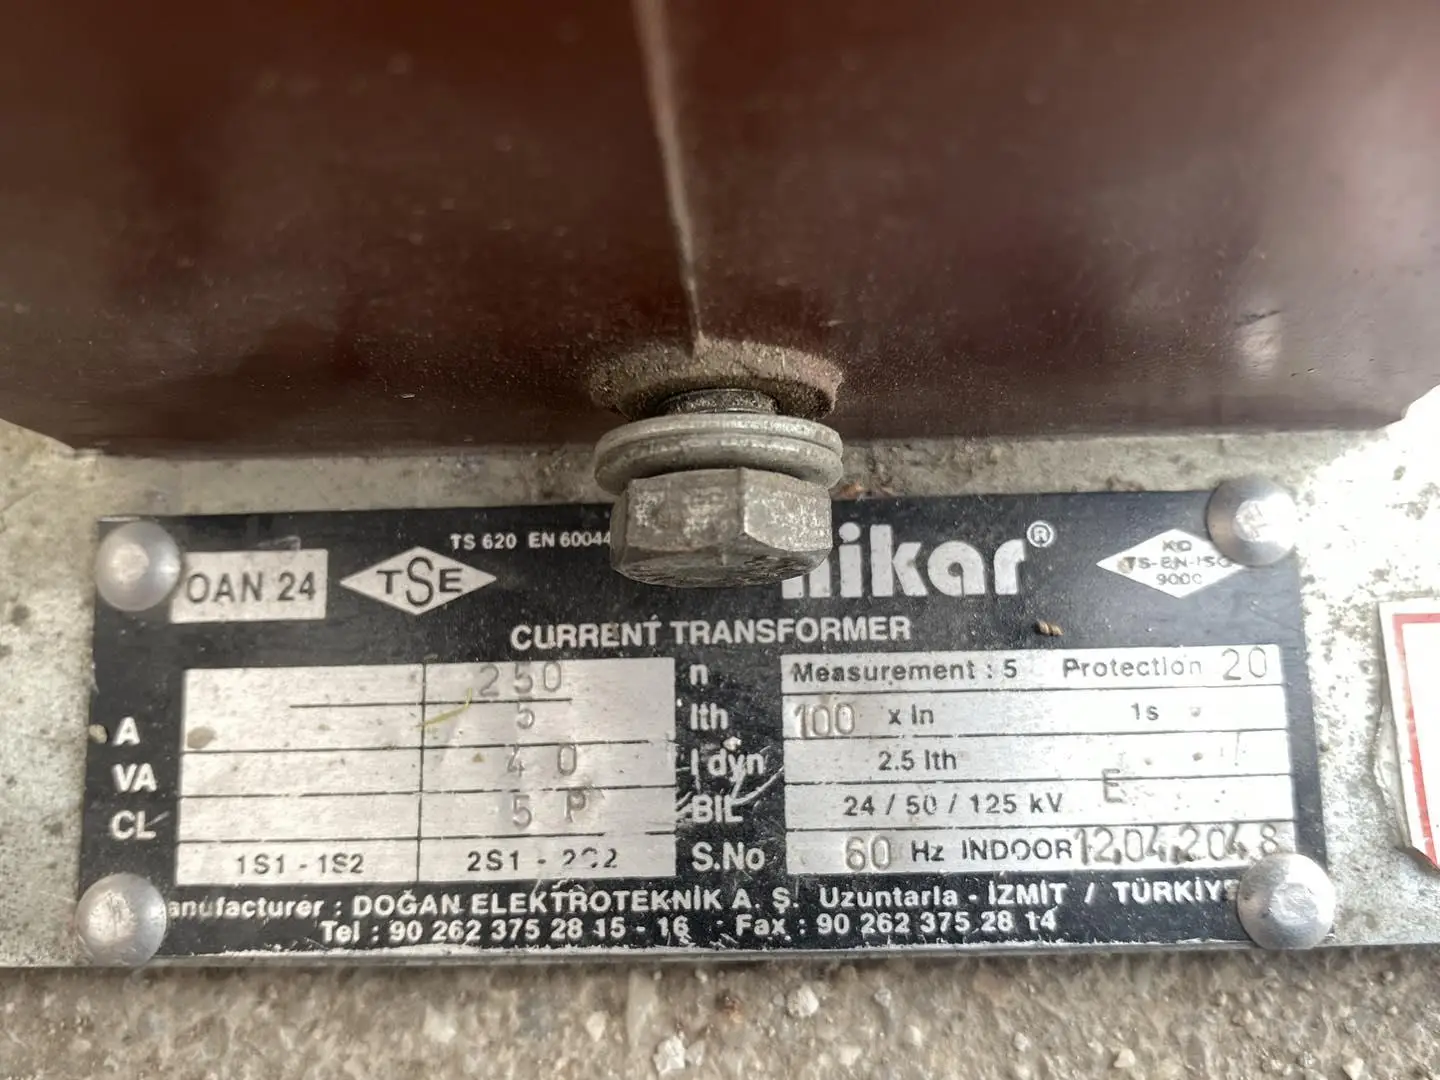 TS 620 EN 60044
OAN 24
TSE
nikar®
TS-EN-ISO
9000
CURRENT TRANSFORMER
250 n Measurement : 5 Protection 20
A 5 Ith 100 x In 1s
VA 40 I dyn 2.5 Ith
CL 5P BIL 24 / 50 / 125 kV E
1S1 - 1S2 2S1 - 2S2 S.No 60 Hz INDOOR 12.04.2048
anufacturer : DOĞAN ELEKTROTEKNİK A. Ş. Uzuntarla - İZMİT / TÜRKİYE
Tel : 90 262 375 28 15 - 16 Fax : 90 262 375 28 14